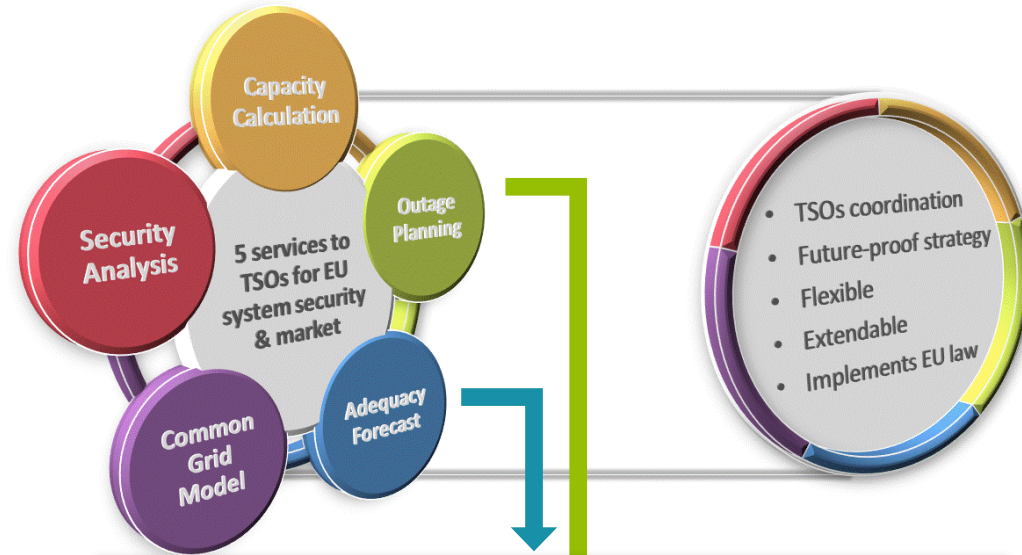 Capacity
Calculation
Outage
Planning
Security
Analysis
5 services to
TSOs for EU
system security
& market
Adequacy
Forecast
Common
Grid
Model
• TSOs coordination
• Future-proof strategy
• Flexible
• Extendable
• Implements EU law